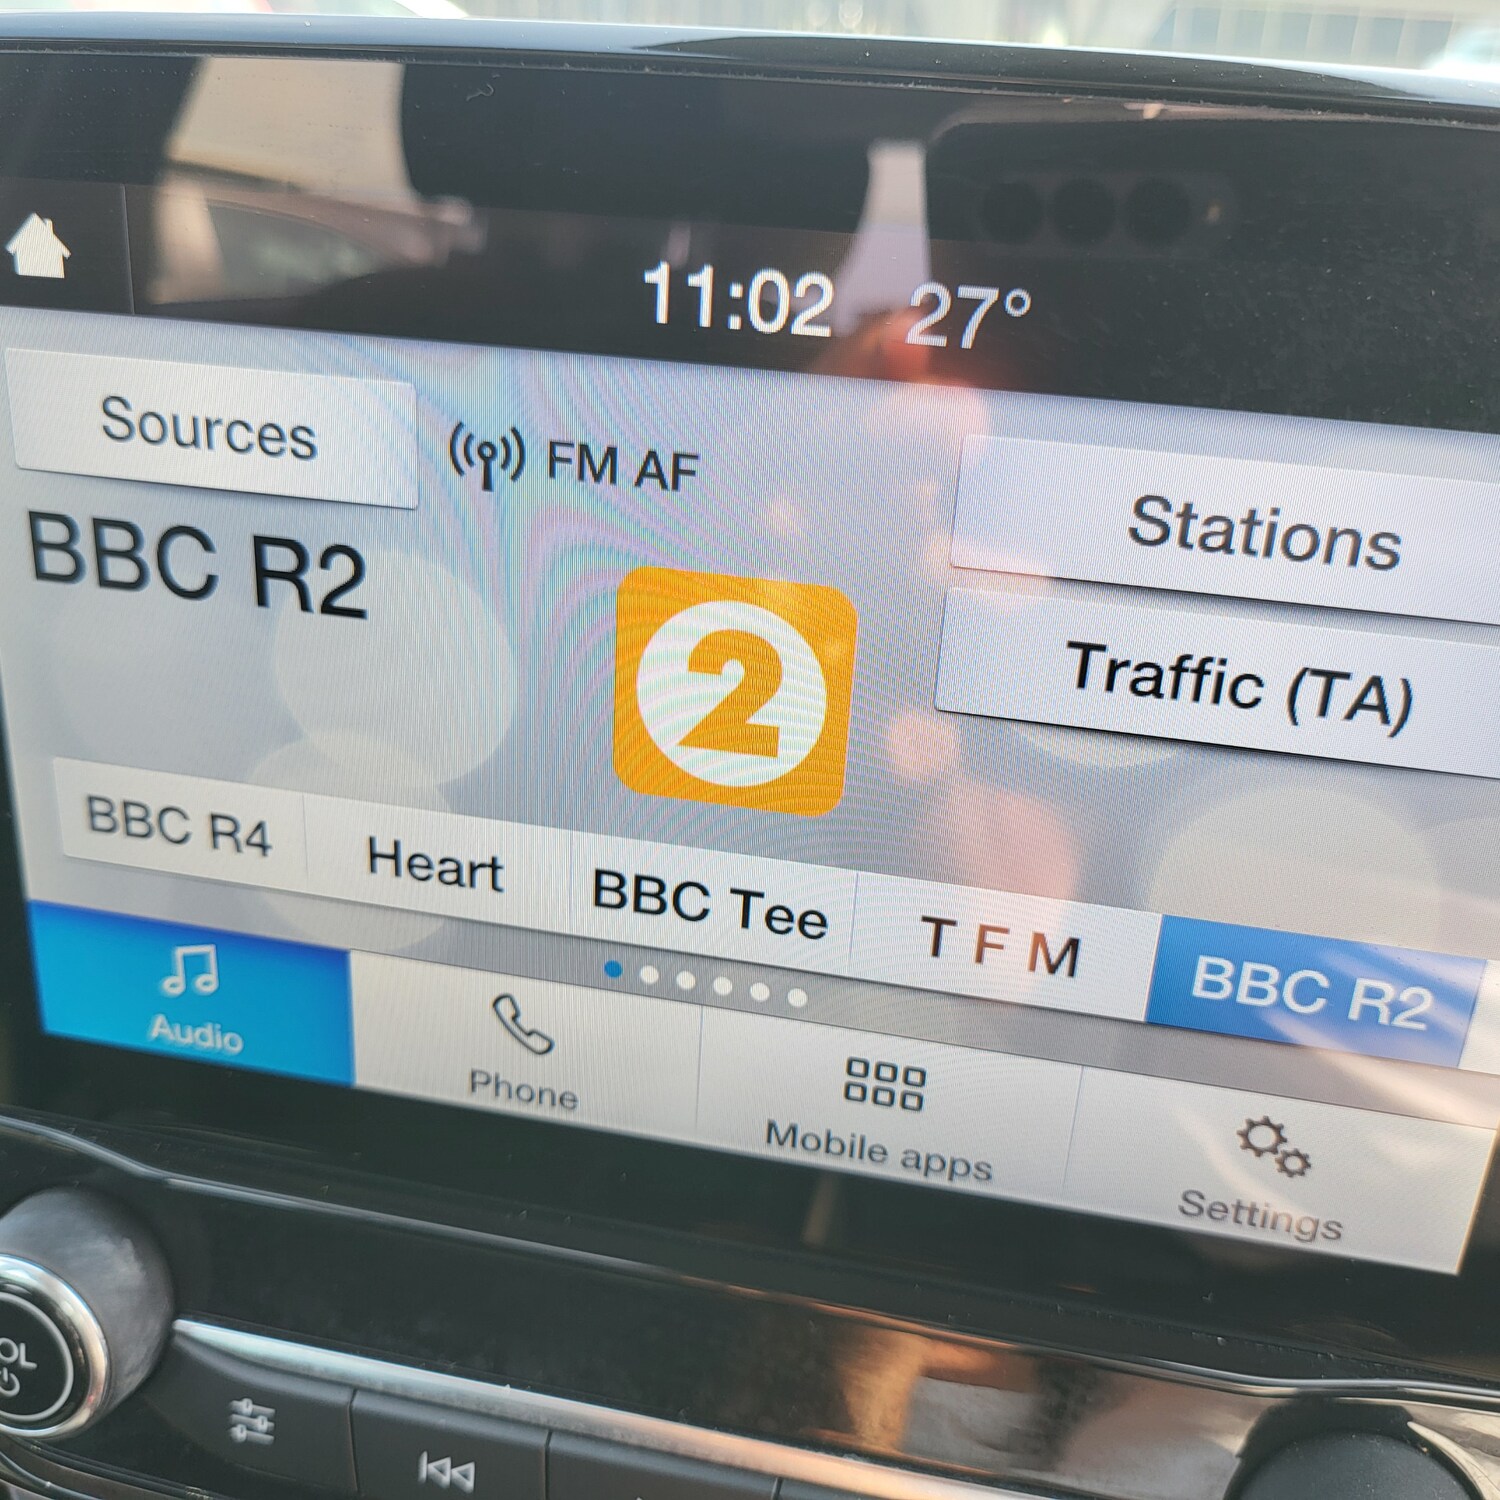 11:02 27°
Sources
FM AF
Stations
BBC R2
2
Traffic (TA)
BBC R4
Heart
BBC Tee
T F M
BBC R2
Audio
Phone
Mobile apps
Settings
OL